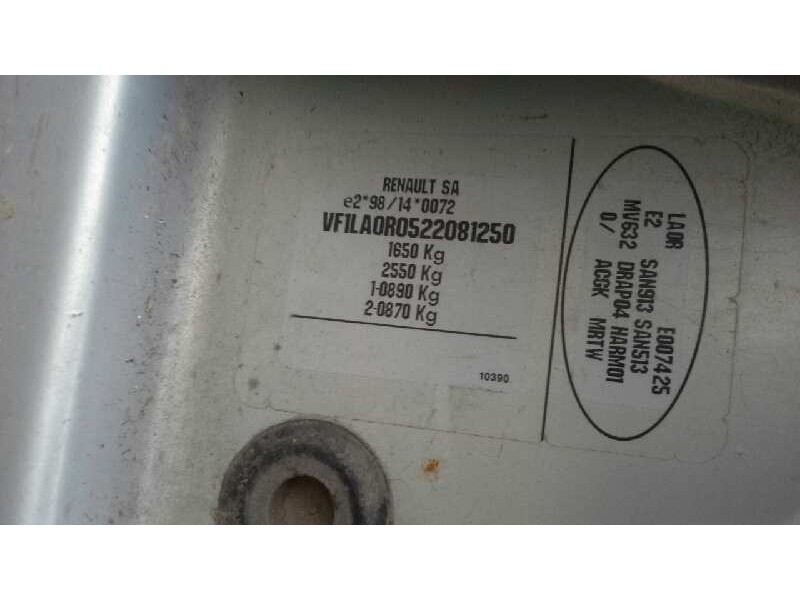 RENAULT SA
e2*98/14*0072
VF1LA0R0522081250
1650 Kg
2550 Kg
1-0890 Kg
2-0870 Kg
10390
LA0R E007425
E2 SAN913 SAN513
MV632 DRAP04 HARM01
0/ ACGK MRTW